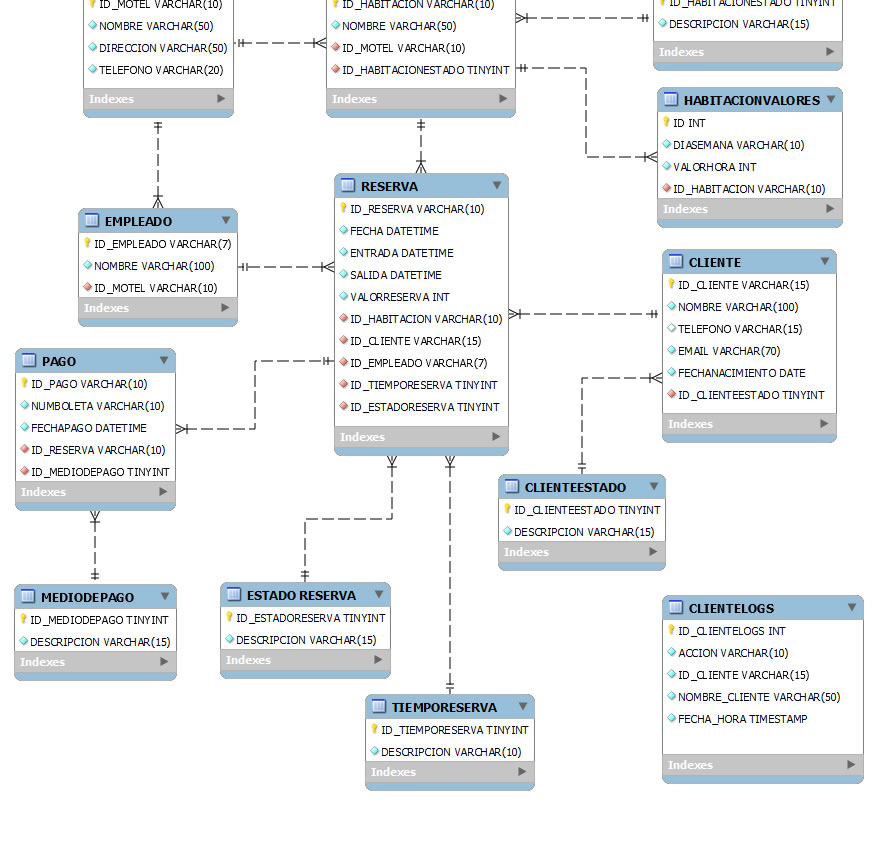 ID_MOTEL VARCHAR(10)
NOMBRE VARCHAR(50)
DIRECCION VARCHAR(50)
TELEFONO VARCHAR(20)
Indexes
ID_HABITACION VARCHAR(10)
NOMBRE VARCHAR(50)
ID_MOTEL VARCHAR(10)
ID_HABITACIONESTADO TINYINT
Indexes
ID_HABITACIONESTADO TINYINT
DESCRIPCION VARCHAR(15)
Indexes
HABITACIONVALORES
ID INT
DIASEMANA VARCHAR(10)
VALORHORA INT
ID_HABITACION VARCHAR(10)
Indexes
RESERVA
ID_RESERVA VARCHAR(10)
FECHA DATETIME
ENTRADA DATETIME
SALIDA DATETIME
VALORRESERVA INT
ID_HABITACION VARCHAR(10)
ID_CLIENTE VARCHAR(15)
ID_EMPLEADO VARCHAR(7)
ID_TIEMPORESERVA TINYINT
ID_ESTADORESERVA TINYINT
Indexes
EMPLEADO
ID_EMPLEADO VARCHAR(7)
NOMBRE VARCHAR(100)
ID_MOTEL VARCHAR(10)
Indexes
CLIENTE
ID_CLIENTE VARCHAR(15)
NOMBRE VARCHAR(100)
TELEFONO VARCHAR(15)
EMAIL VARCHAR(70)
FECHANACIMIENTO DATE
ID_CLIENTEESTADO TINYINT
Indexes
PAGO
ID_PAGO VARCHAR(10)
NUMBOLETA VARCHAR(10)
FECHAPAGO DATETIME
ID_RESERVA VARCHAR(10)
ID_MEDIODEPAGO TINYINT
Indexes
CLIENTEESTADO
ID_CLIENTEESTADO TINYINT
DESCRIPCION VARCHAR(15)
Indexes
MEDIODEPAGO
ID_MEDIODEPAGO TINYINT
DESCRIPCION VARCHAR(15)
Indexes
ESTADO RESERVA
ID_ESTADORESERVA TINYINT
DESCRIPCION VARCHAR(15)
Indexes
CLIENTELOGS
ID_CLIENTELOGS INT
ACCION VARCHAR(10)
ID_CLIENTE VARCHAR(15)
NOMBRE_CLIENTE VARCHAR(50)
FECHA_HORA TIMESTAMP
Indexes
TIEMPORESERVA
ID_TIEMPORESERVA TINYINT
DESCRIPCION VARCHAR(10)
Indexes